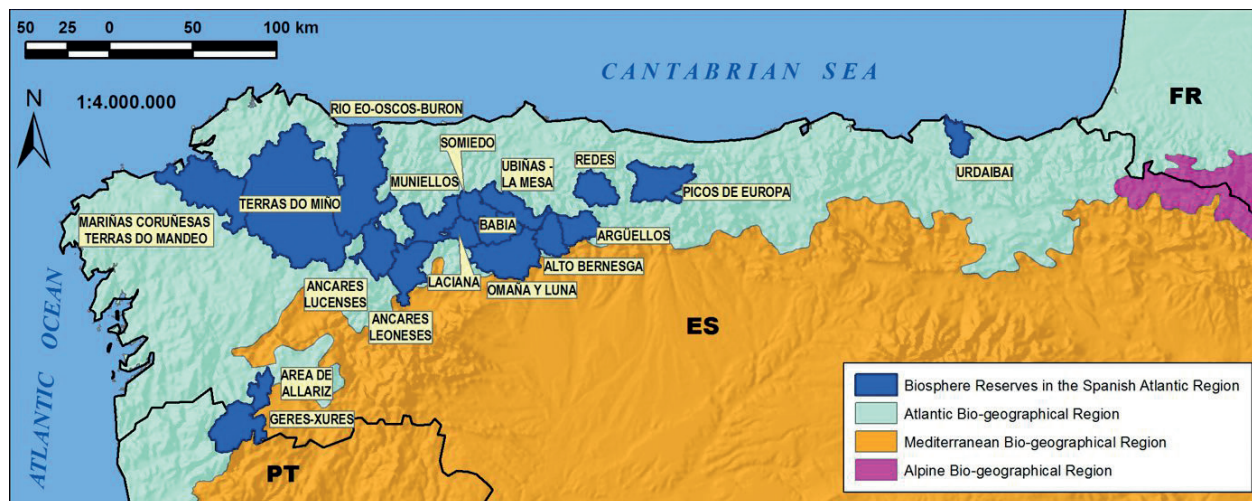 50 25 0 50 100 km
CANTABRIAN SEA
N
1:4.000.000
FR
RIO EO-OSCOS-BURON
SOMIEDO
UBIÑAS -
LA MESA
REDES
MUNIELLOS
URDAIBAI
PICOS DE EUROPA
TERRAS DO MIÑO
MARIÑAS CORUÑESAS
TERRAS DO MANDEO
BABIA
ARGÜELLOS
ALTO BERNESGA
LACIANA
OMAÑA Y LUNA
ANCARES
LUCENSES
ANCARES
LEONESES
ES
ATLANTIC OCEAN
AREA DE
ALLARIZ
GERES-XURES
PT
Biosphere Reserves in the Spanish Atlantic Region
Atlantic Bio-geographical Region
Mediterranean Bio-geographical Region
Alpine Bio-geographical Region